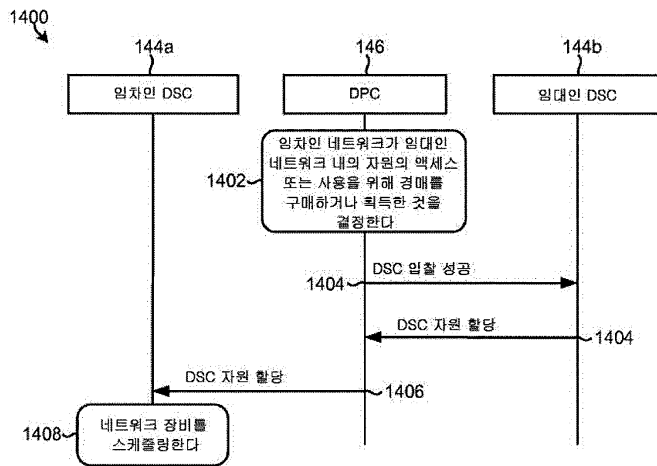 1400
144a
146
144b
임차인 DSC
DPC
임대인 DSC
임차인 네트워크가 임대인
네트워크 내의 자원의 액세스
또는 사용을 위해 경매를
구매하거나 획득한 것을
결정한다
1402
DSC 입찰 성공
1404
DSC 자원 할당
1404
DSC 자원 할당
1406
네트워크 장비를
스케줄링한다
1408